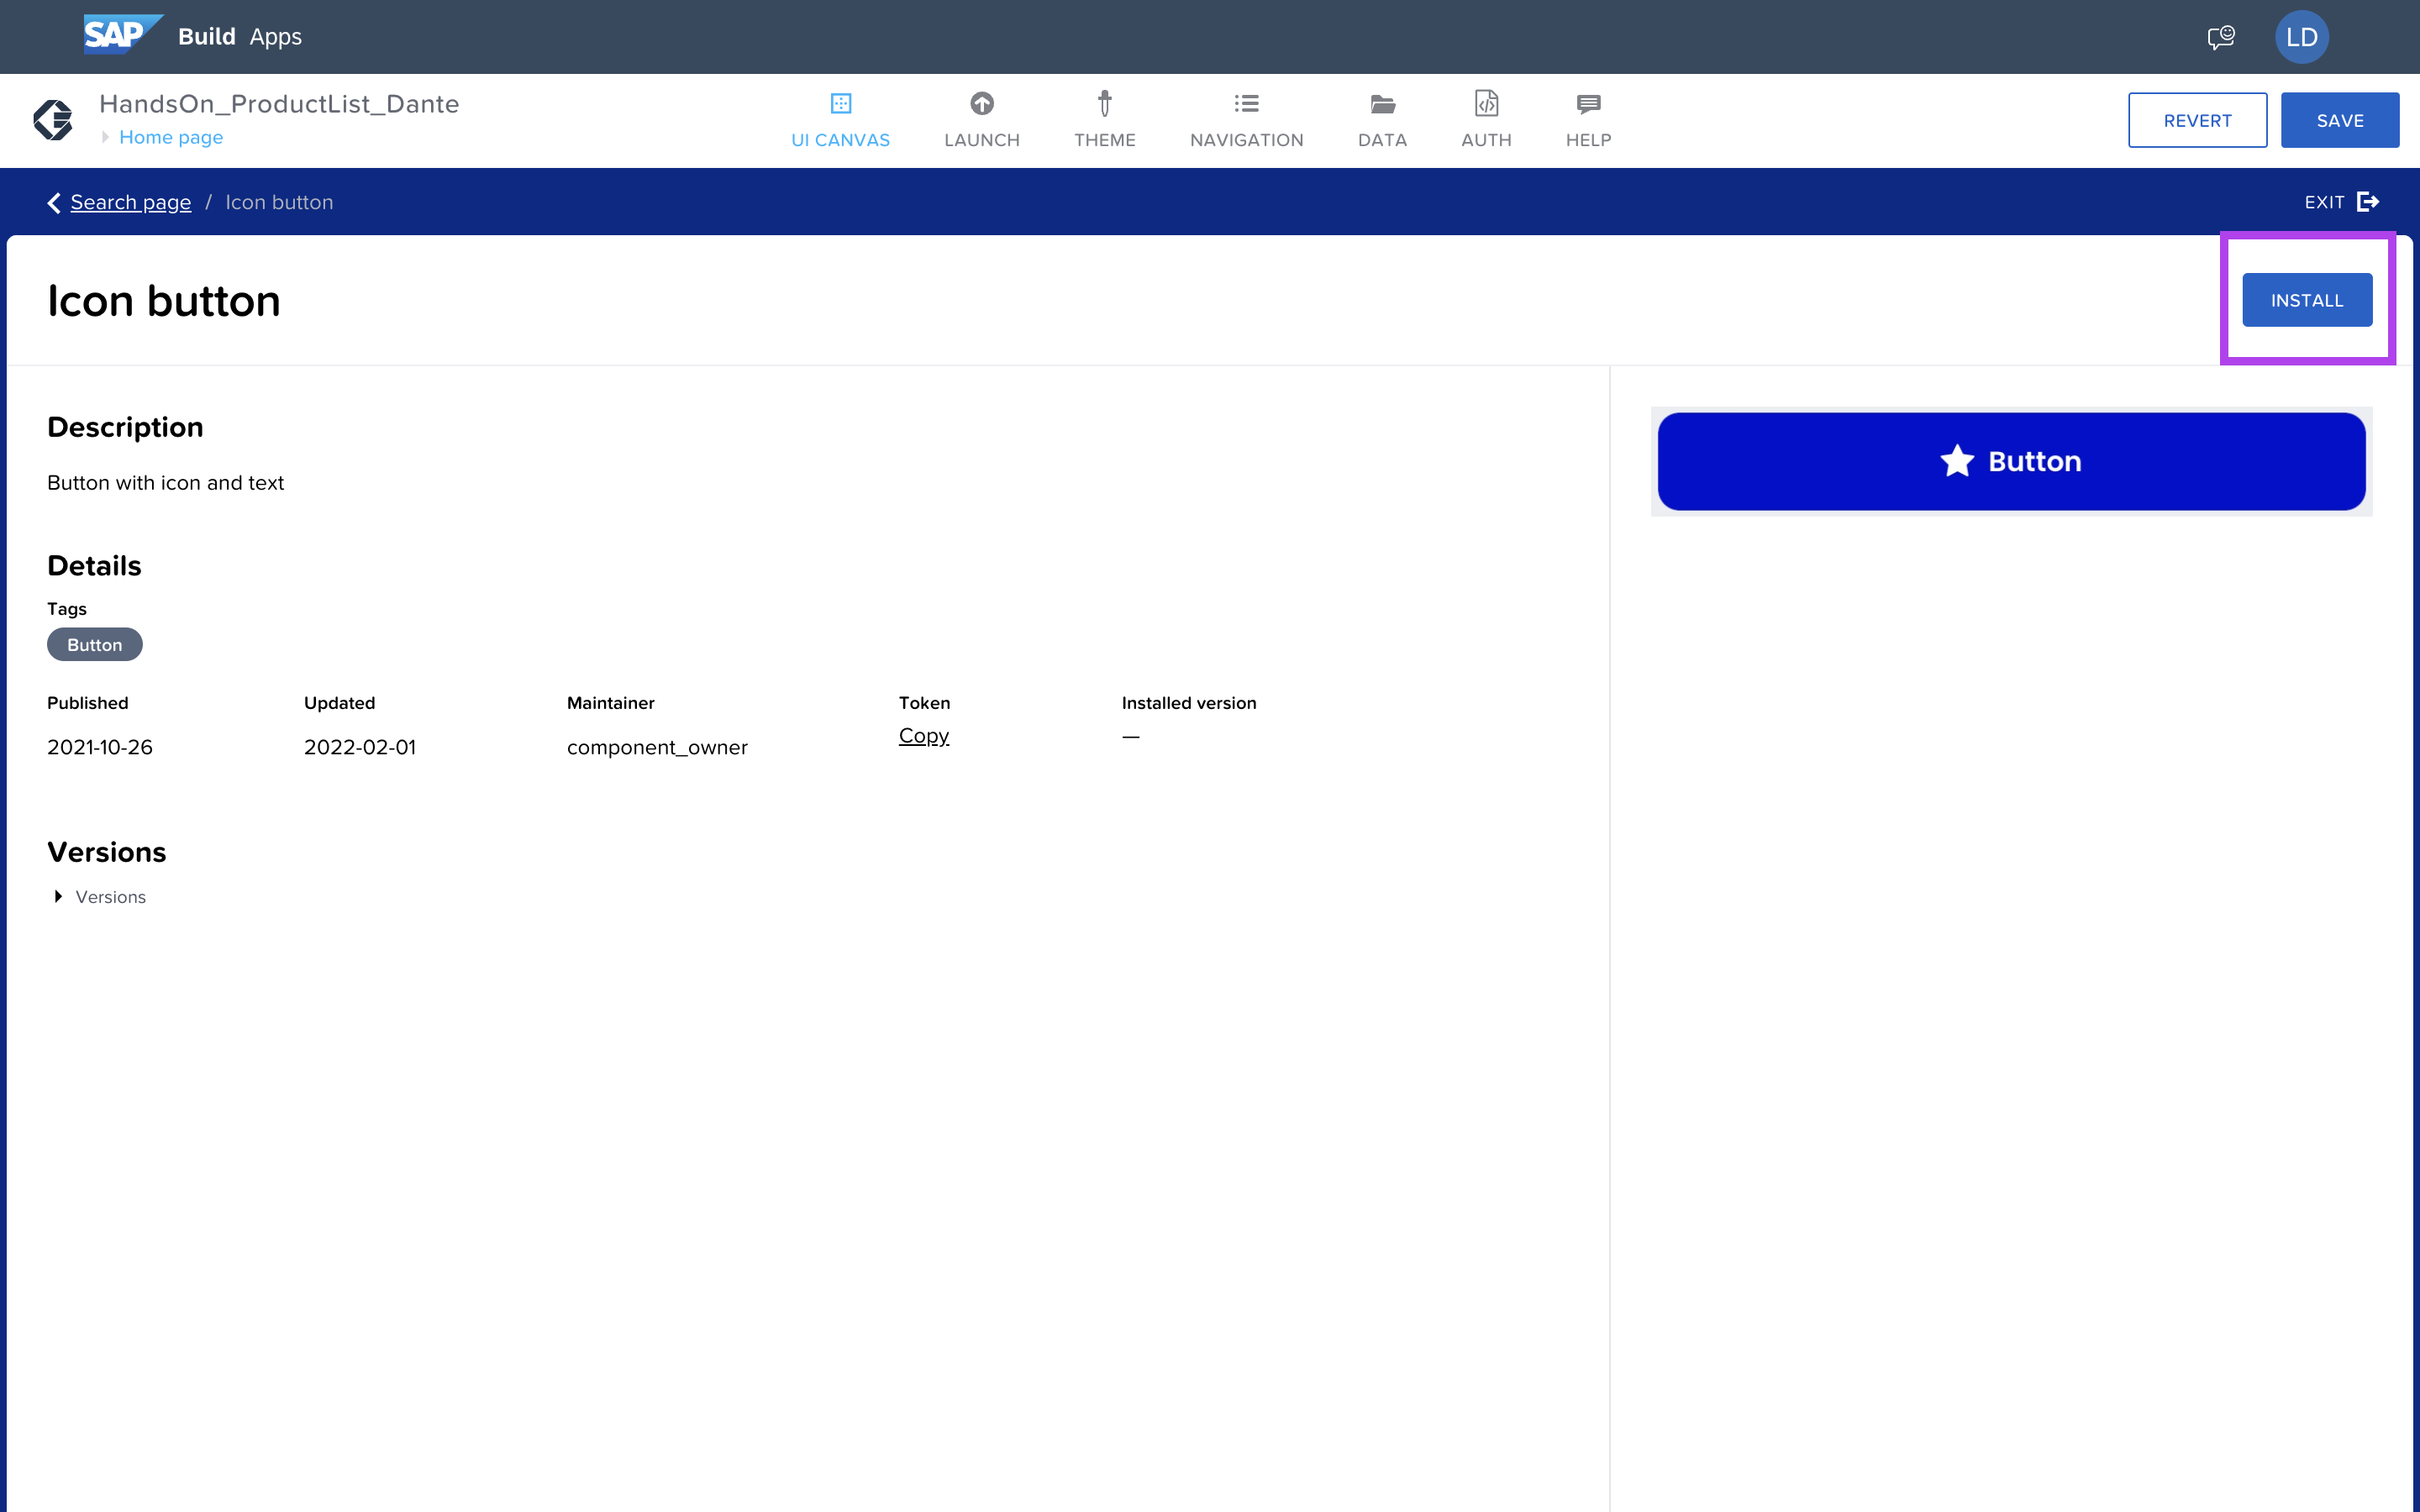 SAP Build Apps
LD
HandsOn_ProductList_Dante
Home page
UI CANVAS
LAUNCH
THEME
NAVIGATION
DATA
AUTH
HELP
REVERT
SAVE
Search page / Icon button
EXIT
Icon button
INSTALL
Description
Button with icon and text
Button
Details
Tags
Button
Published Updated Maintainer Token Installed version
2021-10-26 2022-02-01 component_owner Copy —
Versions
Versions